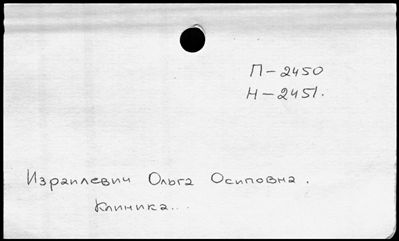 П-2450
Н-2451.
Израилевич Ольга Осиповна.
Клиника...